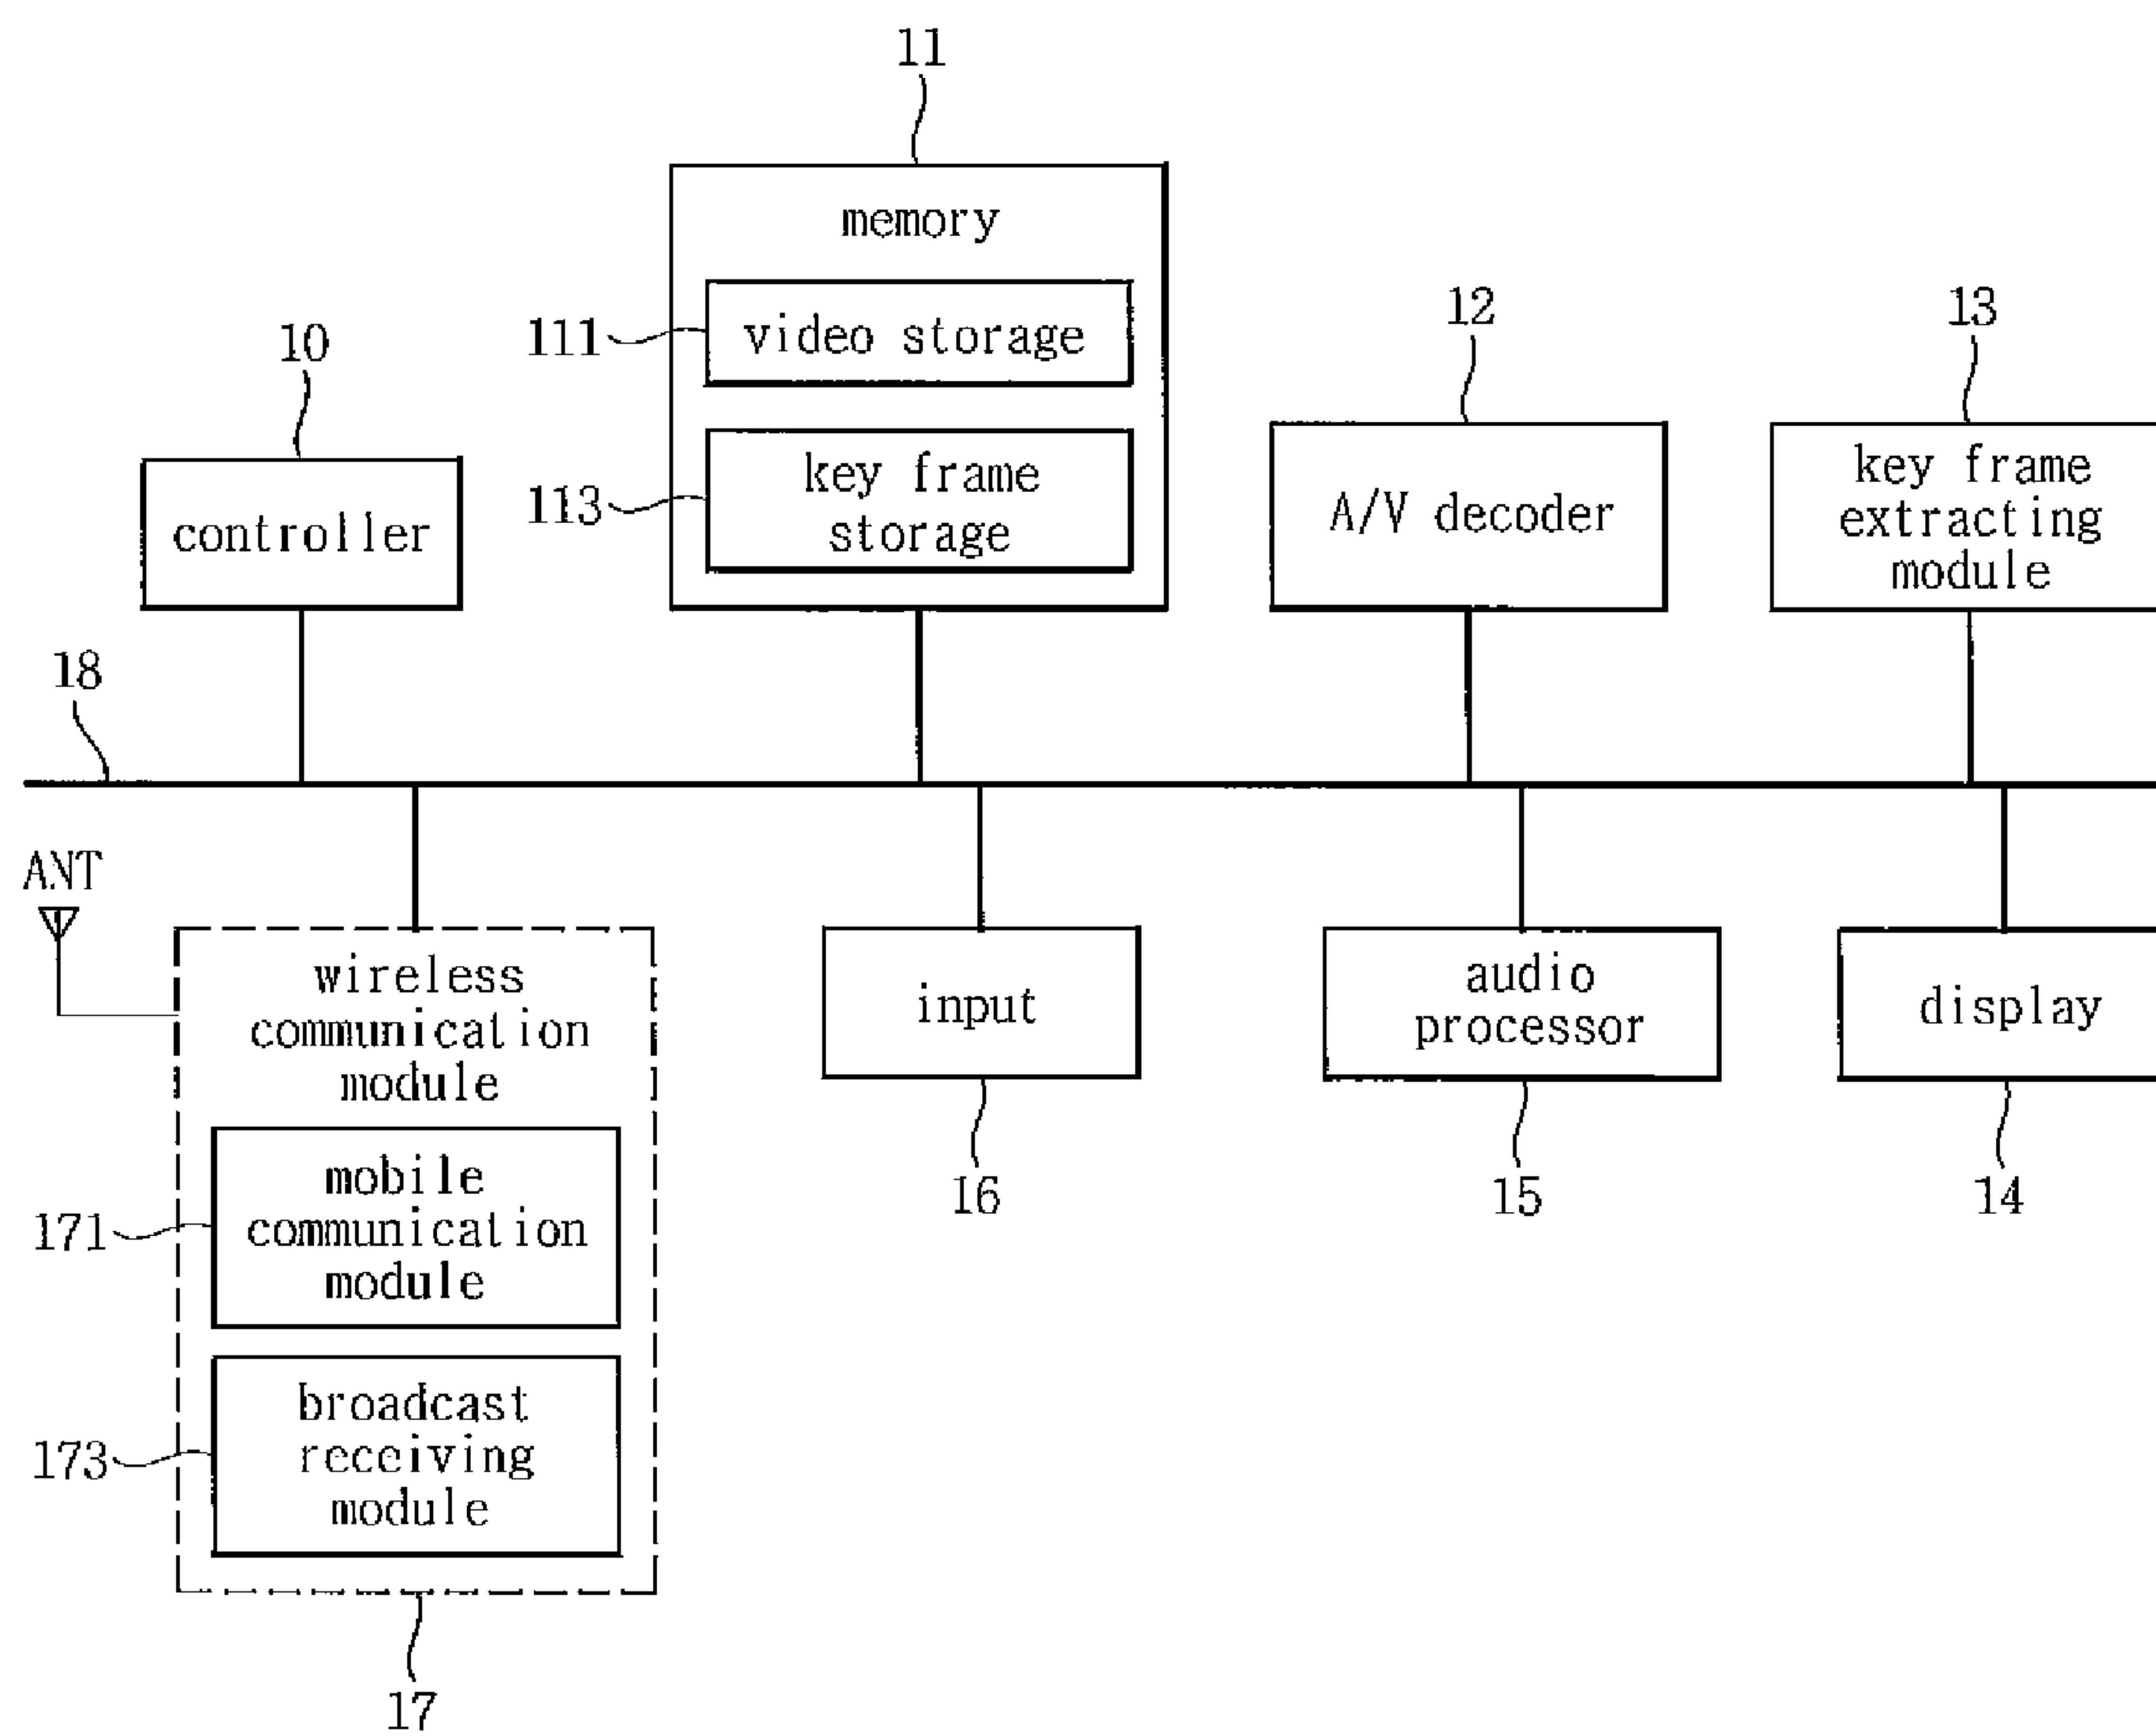 11
memory
111
video storage
113
key frame
storage
10
controller
12
A/V decoder
13
key frame
extracting
module
18
ANT
wireless
communication
module
171
mobile
communication
module
173
broadcast
receiving
module
17
input
16
audio
processor
15
display
14